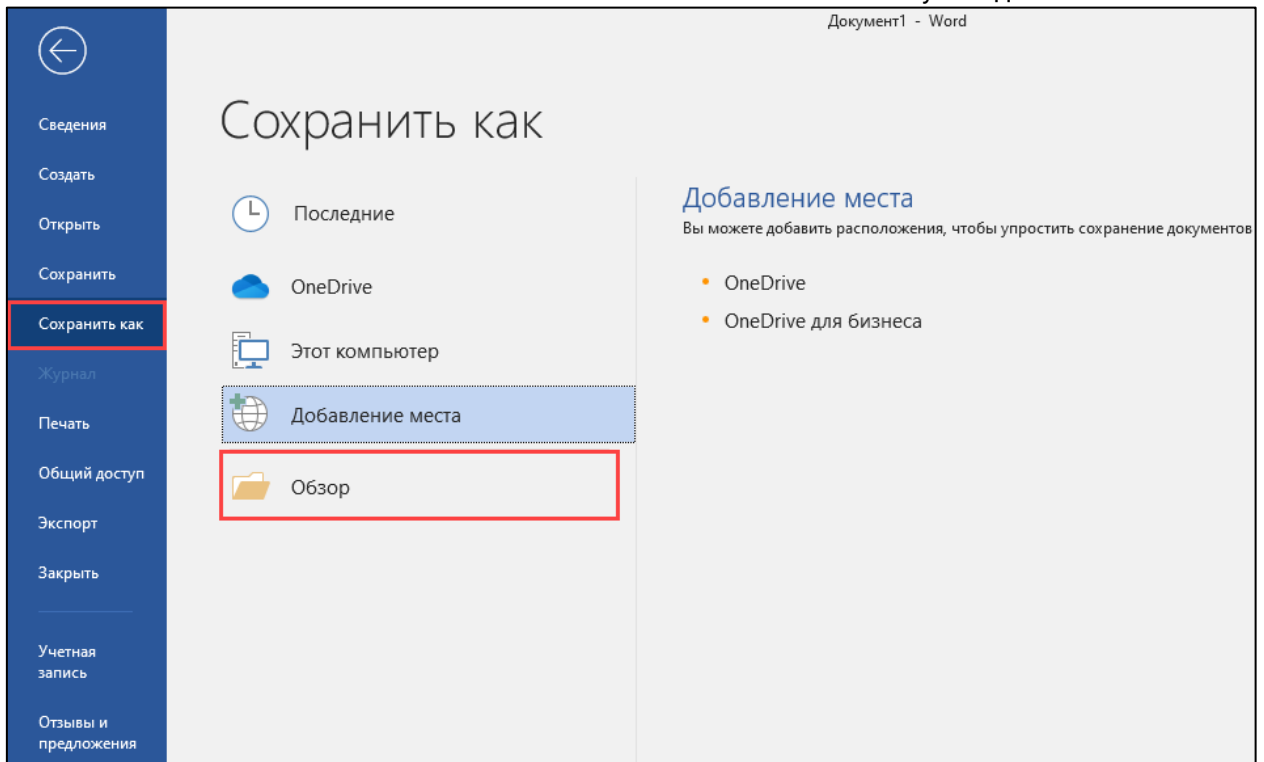 Документ1 - Word
Сохранить как
Сведения
Создать
Открыть
Сохранить
Сохранить как
Журнал
Печать
Общий доступ
Экспорт
Закрыть
Учетная
запись
Отзывы и
предложения
Последние
OneDrive
Этот компьютер
Добавление места
Обзор
Добавление места
Вы можете добавить расположения, чтобы упростить сохранение документов
• OneDrive
• OneDrive для бизнеса